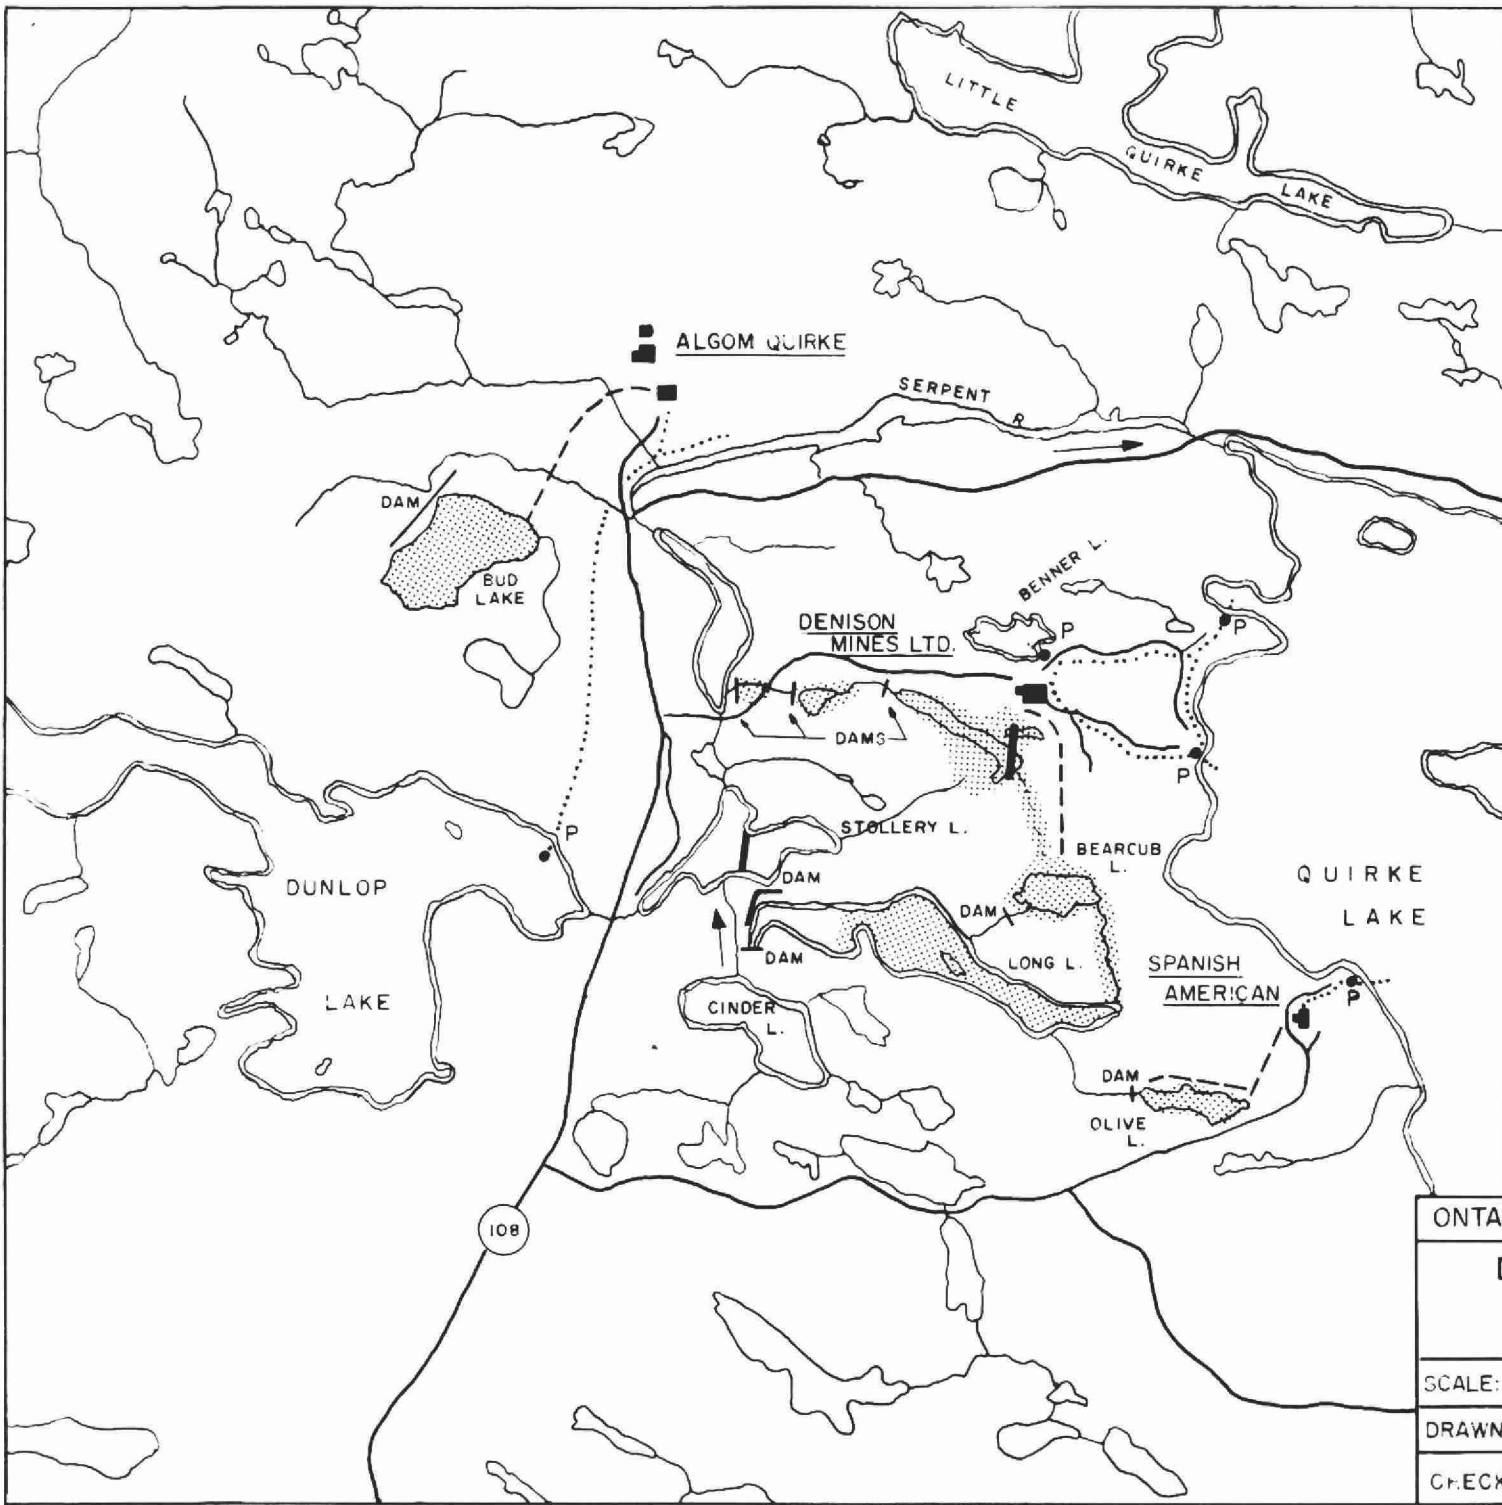 LITTLE
QUIRKE
LAKE
ALGOM QUIRKE
SERPENT
R.
DAM
BUD
LAKE
BENNER L.
DENISON
MINES LTD.
P
P
DAMS
P
STOLLERY L.
P
BEARCUB
L.
DUNLOP
LAKE
DAM
DAM
DAM
QUIRKE
LAKE
LONG L.
SPANISH
AMERICAN
P
CINDER
L.
DAM
OLIVE
L.
108
ONTA
SCALE:
DRAWN
CHECK